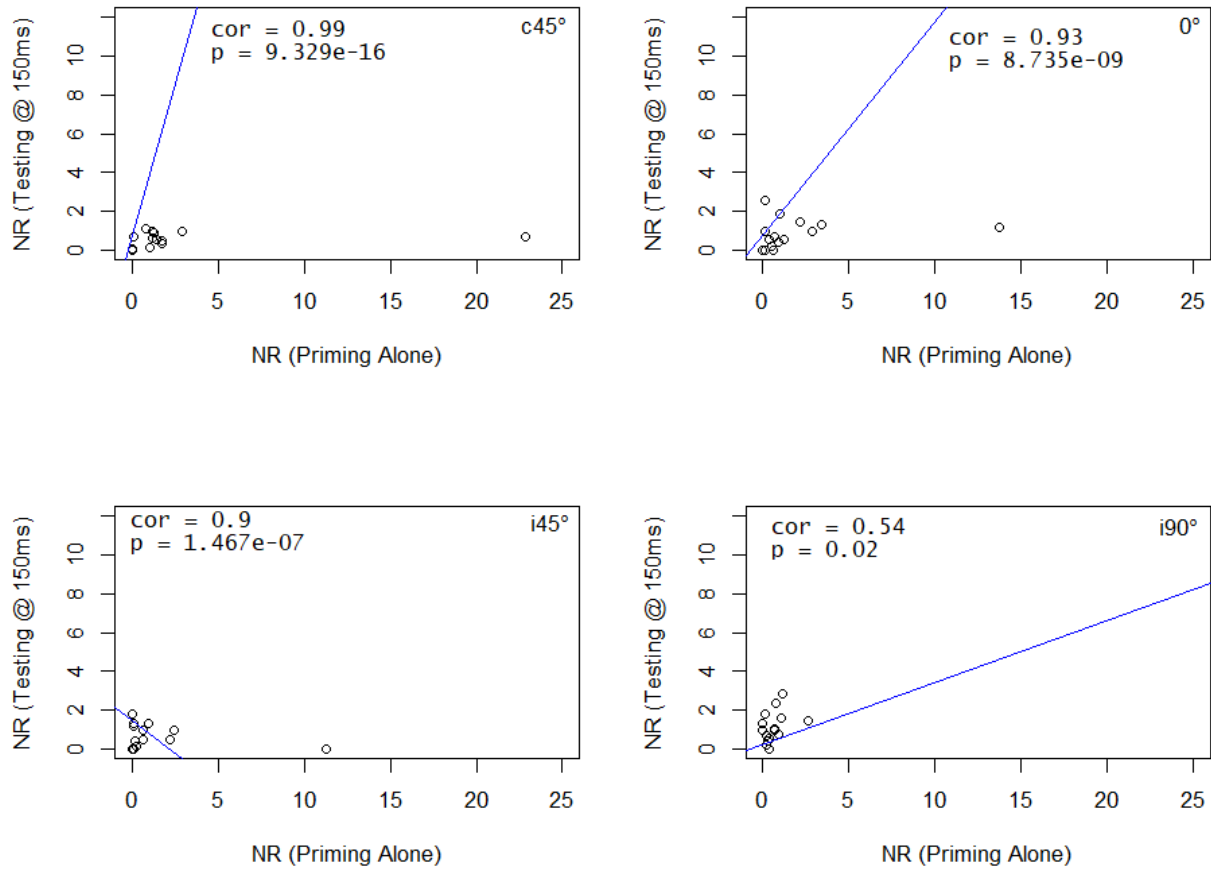 cor = 0.99
p = 9.329e-16
c45°
NR (Testing @ 150ms)
10
8
6
4
2
0
0 5 10 15 20 25
NR (Priming Alone)
cor = 0.93
p = 8.735e-09
0°
NR (Testing @ 150ms)
10
8
6
4
2
0
0 5 10 15 20 25
NR (Priming Alone)
cor = 0.9
p = 1.467e-07
i45°
NR (Testing @ 150ms)
10
8
6
4
2
0
0 5 10 15 20 25
NR (Priming Alone)
cor = 0.54
p = 0.02
i90°
NR (Testing @ 150ms)
10
8
6
4
2
0
0 5 10 15 20 25
NR (Priming Alone)